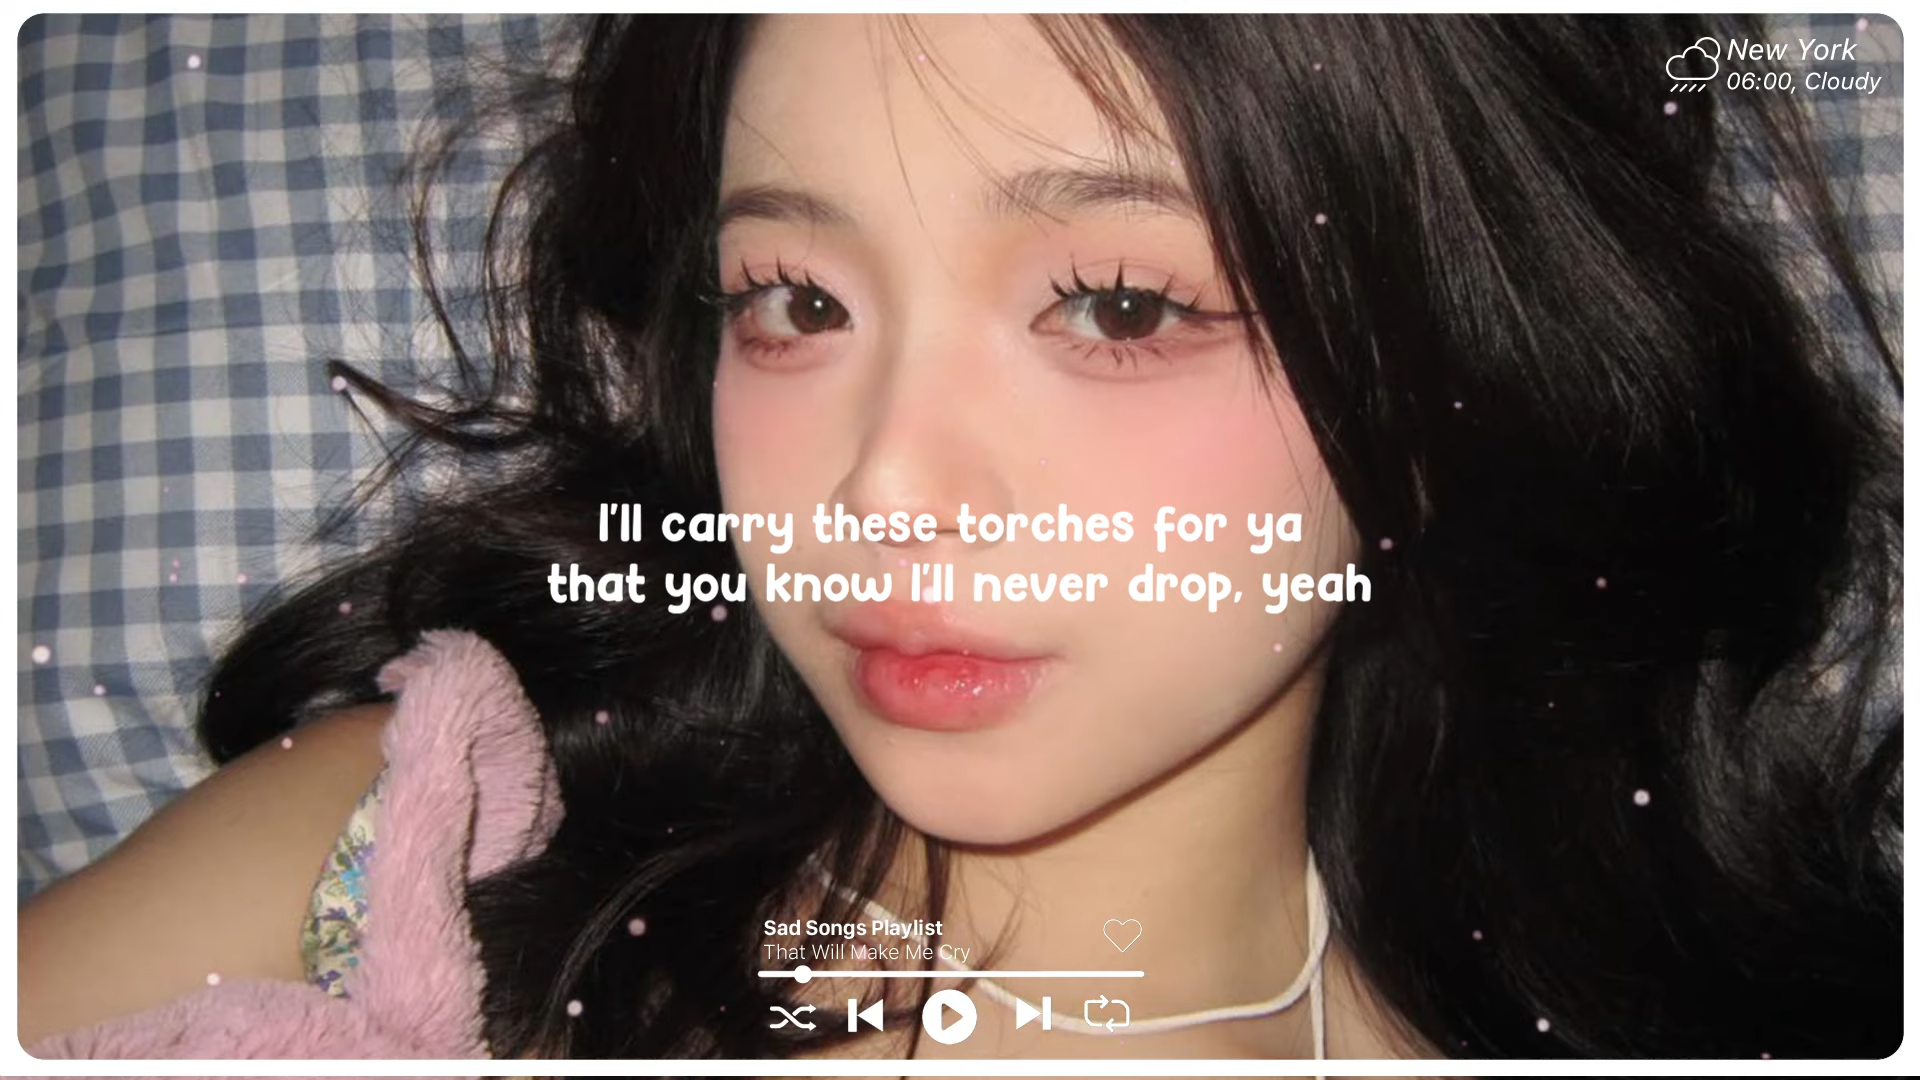 New York
06:00, Cloudy
I'll carry these torches for ya
that you know I'll never drop, yeah
Sad Songs Playlist
That Will Make Me Cry